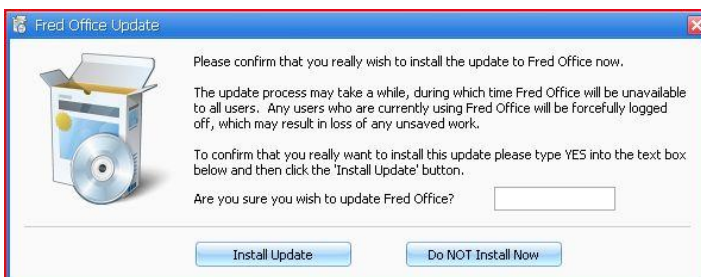 Fred Office Update
Please confirm that you really wish to install the update to Fred Office now.
The update process may take a while, during which time Fred Office will be unavailable
to all users. Any users who are currently using Fred Office will be forcefully logged
off, which may result in loss of any unsaved work.
To confirm that you really want to install this update please type YES into the text box
below and then click the 'Install Update' button.
Are you sure you wish to update Fred Office?
Install Update
Do NOT Install Now